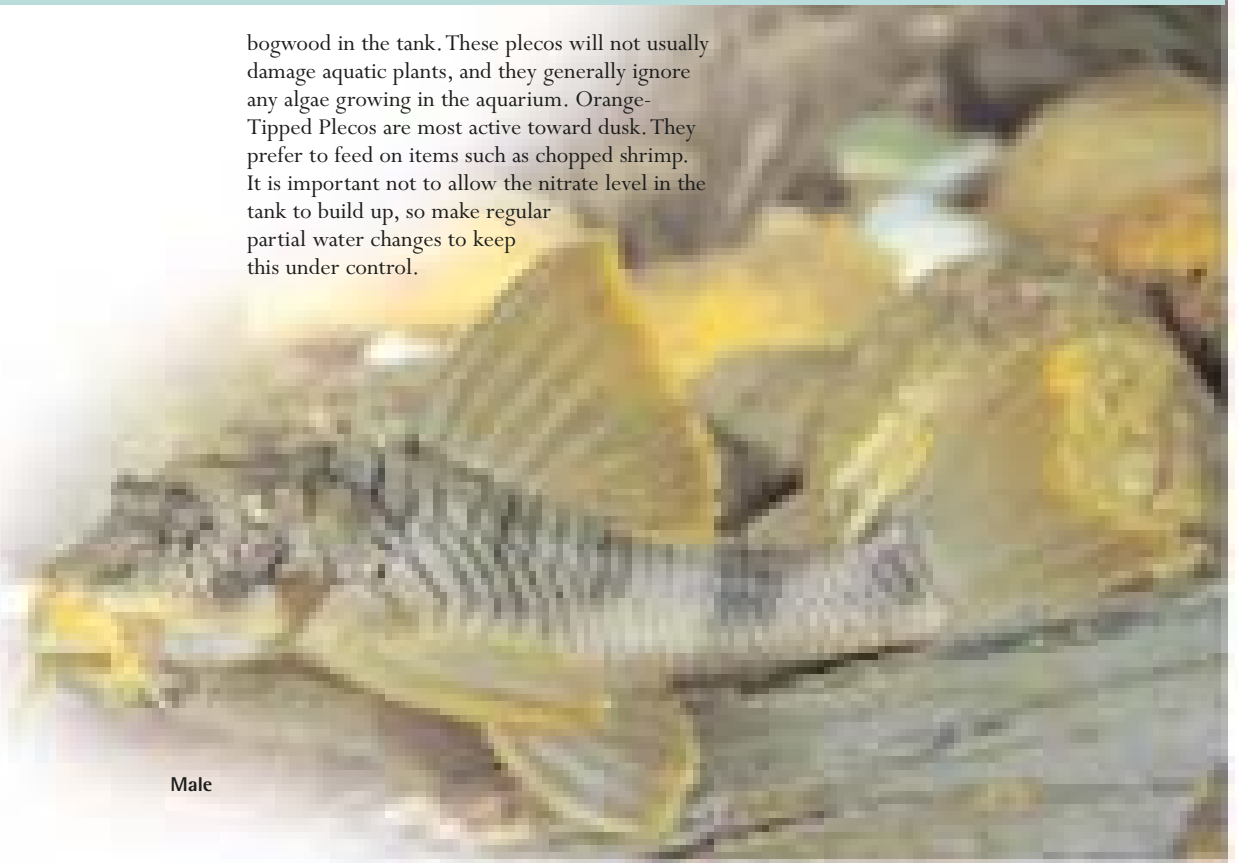 bogwood in the tank. These plecos will not usually
damage aquatic plants, and they generally ignore
any algae growing in the aquarium. Orange-
Tipped Plecos are most active toward dusk. They
prefer to feed on items such as chopped shrimp.
It is important not to allow the nitrate level in the
tank to build up, so make regular
partial water changes to keep
this under control.
Male